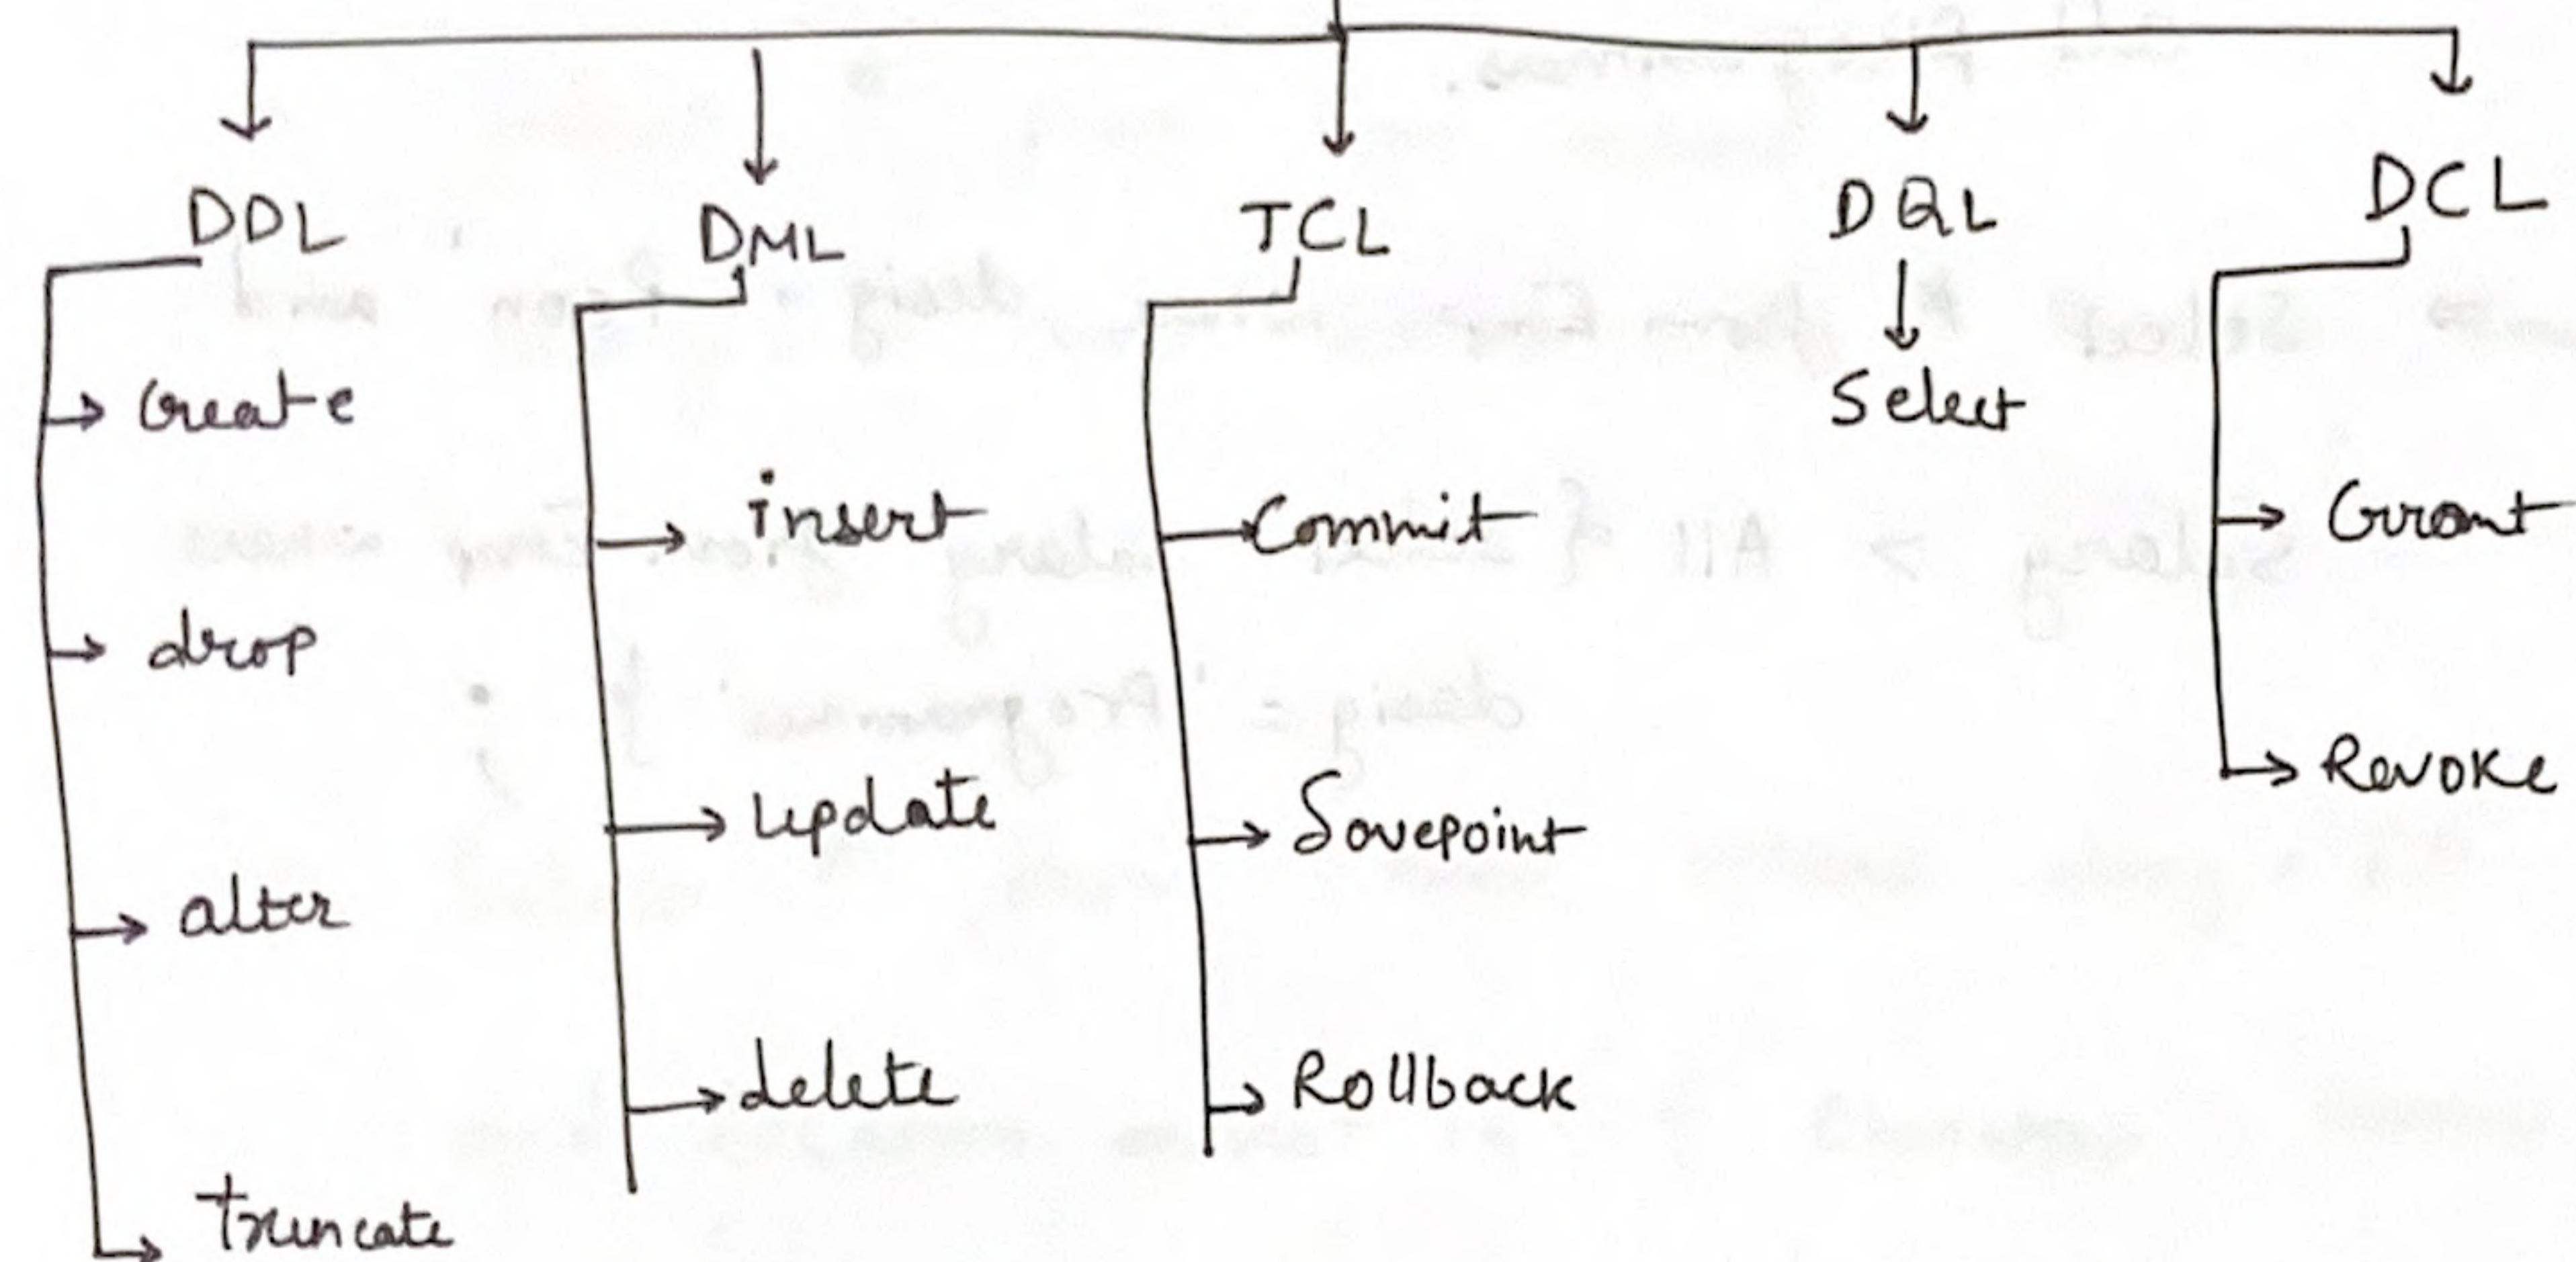 DDL
DML
TCL
DQL
DCL
Create
drop
alter
Truncate
insert
update
delete
Commit
Savepoint
Rollback
Select
Grant
Revoke